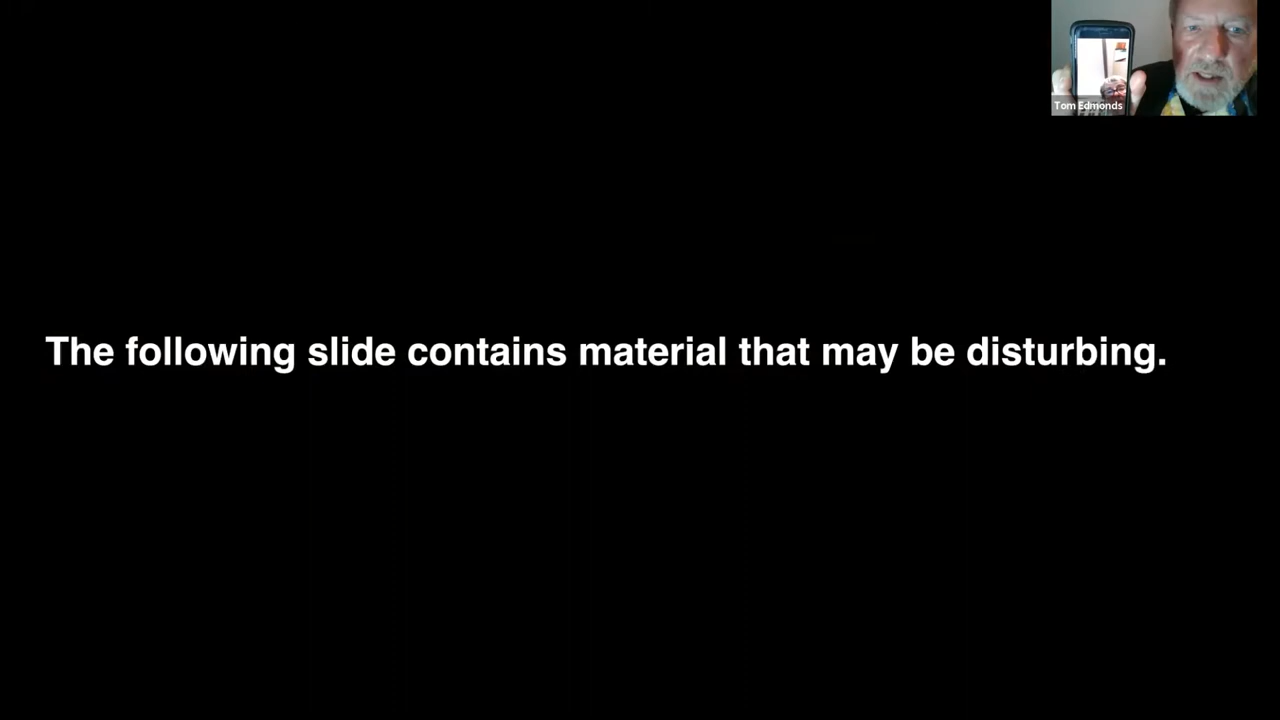 Tom Edmonds
The following slide contains material that may be disturbing.